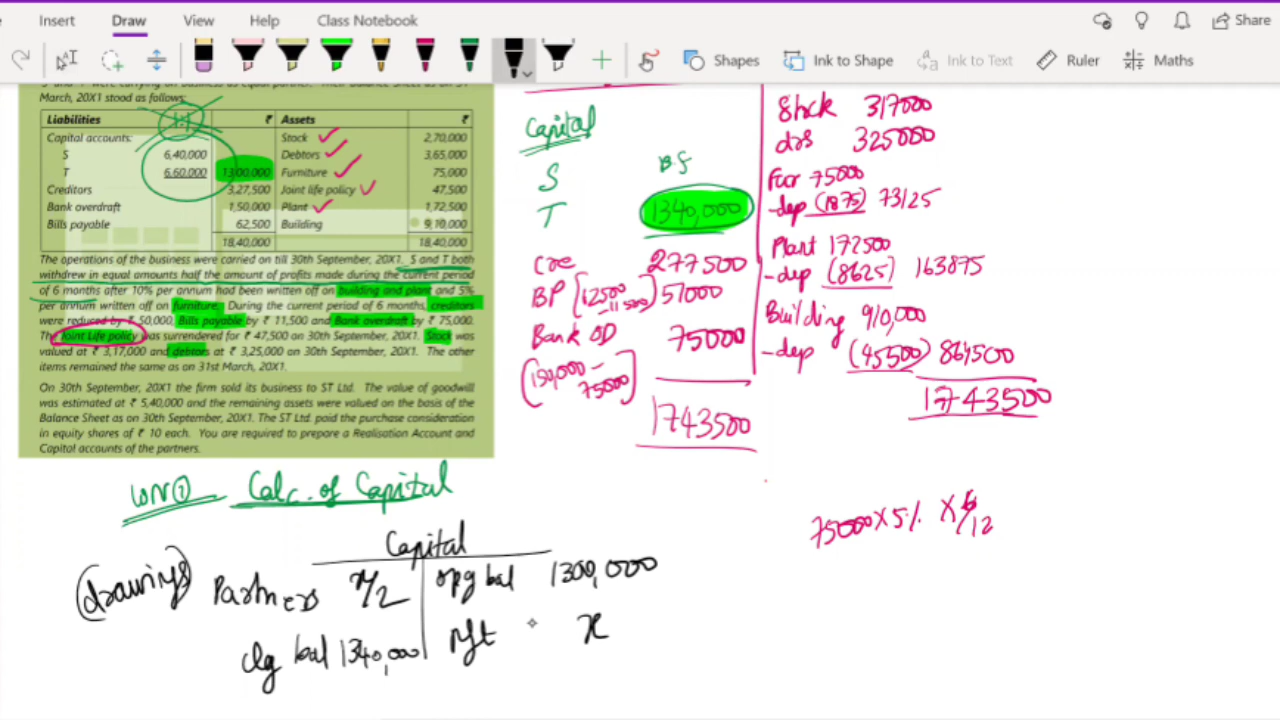 Insert Draw View Help Class Notebook Share
Shapes Ink to Shape Ink to Text Ruler Maths
March, 20X1 stood as follows:
Liabilities ₹ Assets ₹
Capital accounts: Stock 2,70,000
S 6,40,000 Debtors 3,65,000
T 6,60,000 13,00,000 Furniture 75,000
Creditors 3,27,500 Joint life policy 47,500
Bank overdraft 1,50,000 Plant 1,72,500
Bills payable 62,500 Building 9,10,000
18,40,000 18,40,000
The operations of the business were carried on till 30th September, 20X1. S and T both
withdrew in equal amounts half the amount of profits made during the current period
of 6 months after 10% per annum had been written off on building and plant and 5%
per annum written off on furniture. During the current period of 6 months, creditors
were reduced by ₹ 50,000, Bills payable by ₹ 11,500 and Bank overdraft by ₹ 75,000.
The Joint Life policy was surrendered for ₹ 47,500 on 30th September, 20X1. Stock was
valued at ₹ 3,17,000 and debtors at ₹ 3,25,000 on 30th September, 20X1. The other
items remained the same as on 31st March, 20X1.
On 30th September, 20X1 the firm sold its business to ST Ltd. The value of goodwill
was estimated at ₹ 5,40,000 and the remaining assets were valued on the basis of the
Balance Sheet as on 30th September, 20X1. The ST Ltd. paid the purchase consideration
in equity shares of ₹ 10 each. You are required to prepare a Realisation Account and
Capital accounts of the partners.
Capital
S
T 1340,000
Cre 277500
BP 51000
Bank OD 75000
(150,000 - 75000)
1743500
Stock 317000
drs 325000
Fur 75000
-dep (1875) 73125
Plant 172500
-dep (8625) 163875
Building 910,000
-dep (45500) 864500
1743500
WN① Calc. of Capital
Capital
(drawings) Partners x/2 opg bal 1300,000
clg bal 1340,000 pft x
75000 X 5% X 6/12